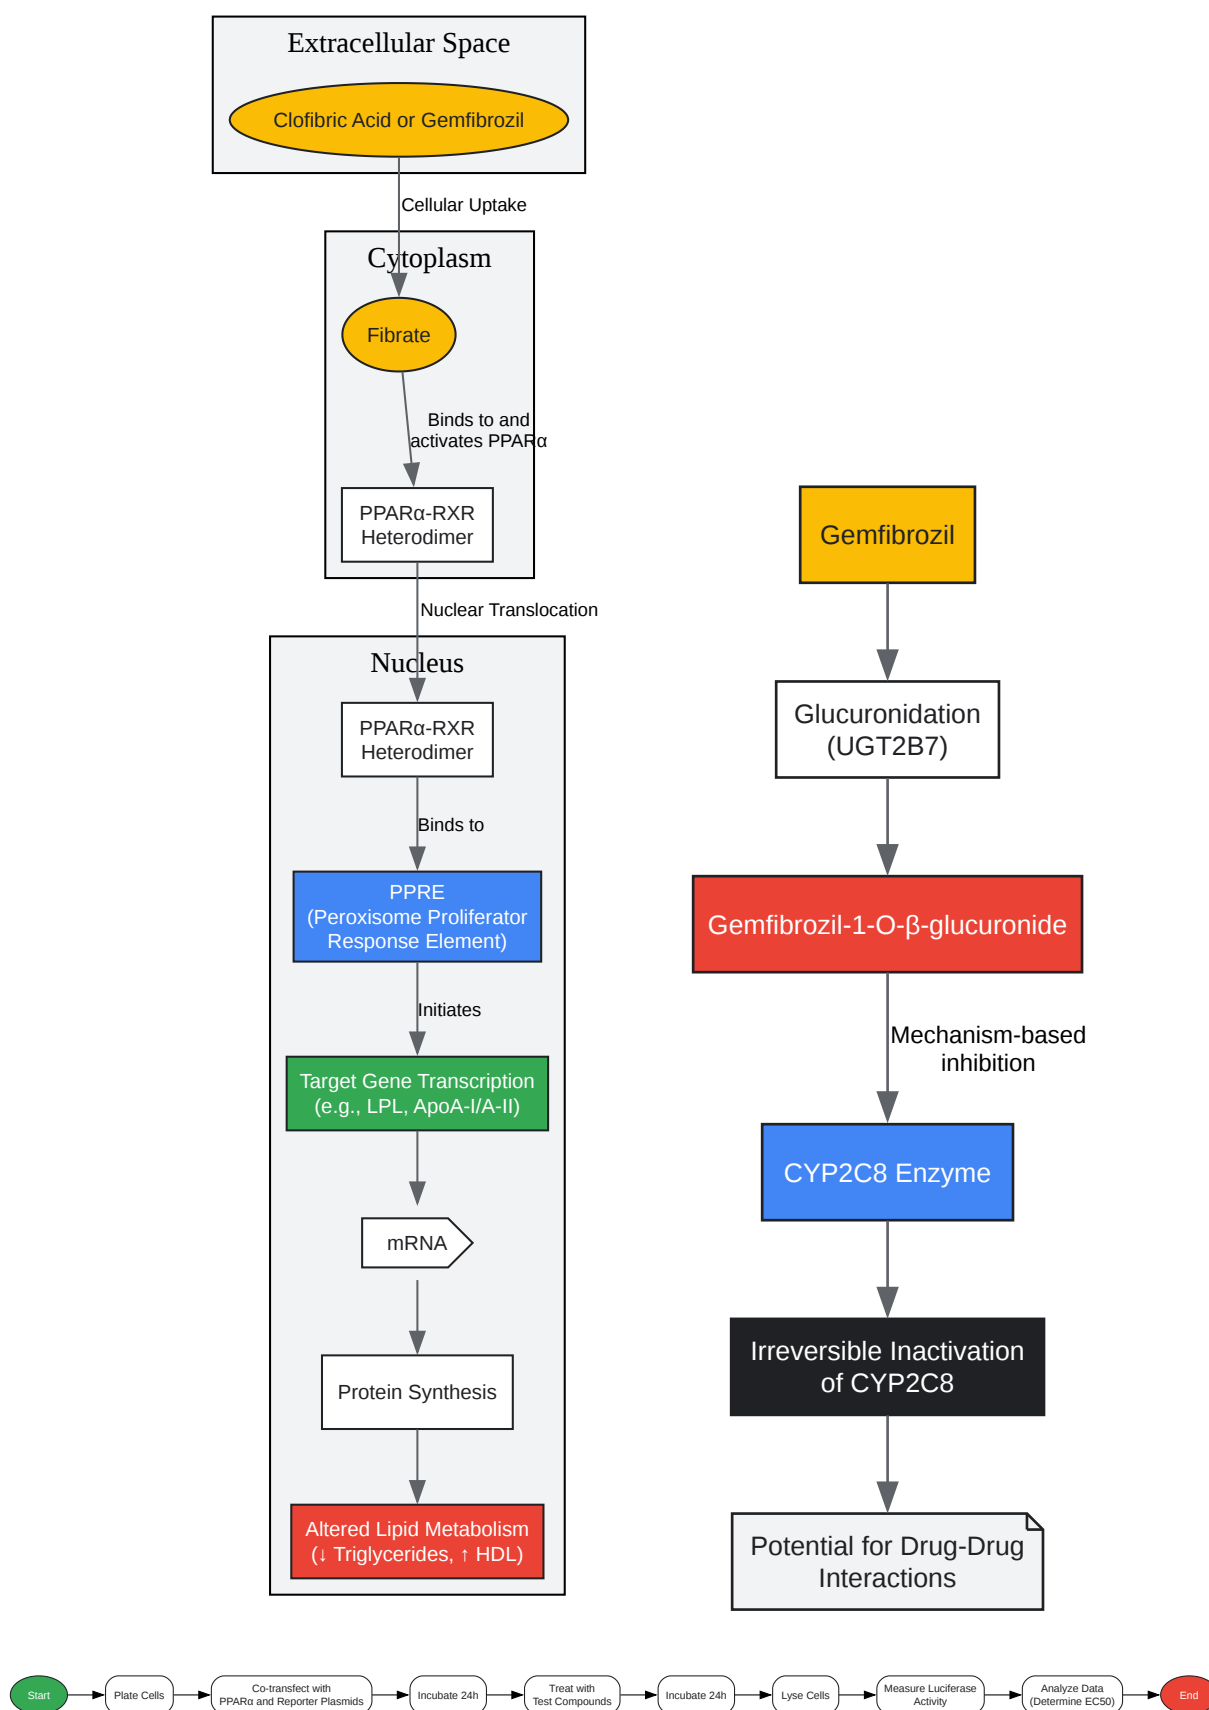 Extracellular Space
Clofibric Acid or Gemfibrozil
Cellular Uptake
Cytoplasm
Fibrate
Binds to and
activates PPARα
PPARα-RXR
Heterodimer
Nuclear Translocation
Nucleus
PPARα-RXR
Heterodimer
Binds to
PPRE
(Peroxisome Proliferator
Response Element)
Initiates
Target Gene Transcription
(e.g., LPL, ApoA-I/A-II)
mRNA
Protein Synthesis
Altered Lipid Metabolism
(↓ Triglycerides, ↑ HDL)
Gemfibrozil
Glucuronidation
(UGT2B7)
Gemfibrozil-1-O-β-glucuronide
Mechanism-based
inhibition
CYP2C8 Enzyme
Irreversible Inactivation
of CYP2C8
Potential for Drug-Drug
Interactions
Start
Plate Cells
Co-transfect with
PPARα and Reporter Plasmids
Incubate 24h
Treat with
Test Compounds
Incubate 24h
Lyse Cells
Measure Luciferase
Activity
Analyze Data
(Determine EC50)
End